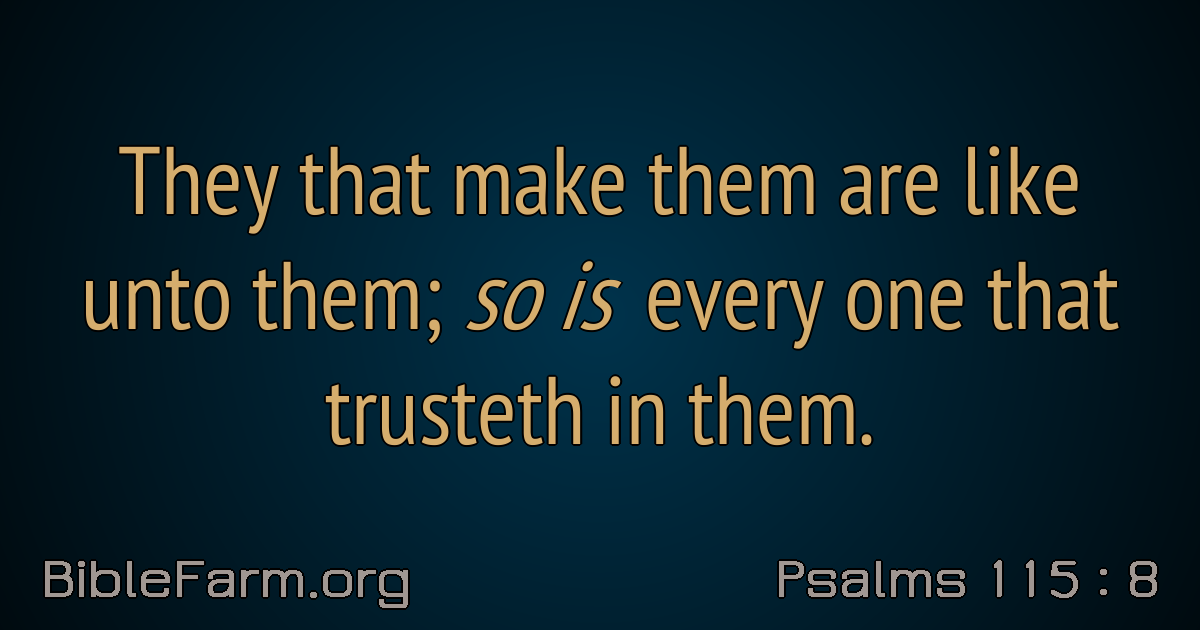 They that make them are like
unto them; so is every one that
trusteth in them.
BibleFarm.org
Psalms 115 : 8